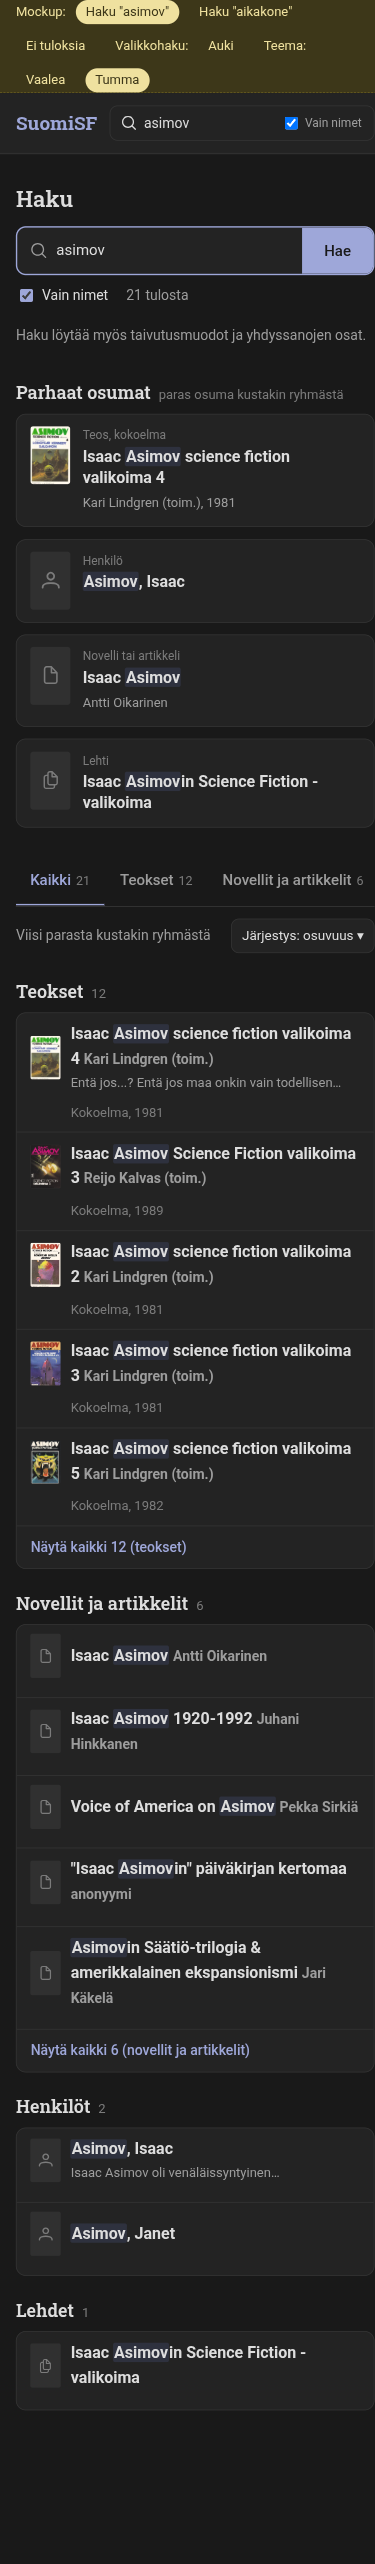 Mockup: Haku "asimov" Haku "aikakone"
Ei tuloksia Valikkohaku: Auki Teema:
Vaalea Tumma
SuomiSF asimov Vain nimet
Haku
asimov Hae
Vain nimet 21 tulosta
Haku löytää myös taivutusmuodot ja yhdyssanojen osat.
Parhaat osumat paras osuma kustakin ryhmästä
Teos, kokoelma
Isaac Asimov science fiction
valikoima 4
Kari Lindgren (toim.), 1981
Henkilö
Asimov, Isaac
Novelli tai artikkeli
Isaac Asimov
Antti Oikarinen
Lehti
Isaac Asimovin Science Fiction -
valikoima
Kaikki 21 Teokset 12 Novellit ja artikkelit 6
Viisi parasta kustakin ryhmästä Järjestys: osuvuus ▾
Teokset 12
Isaac Asimov science fiction valikoima
4 Kari Lindgren (toim.)
Entä jos...? Entä jos maa onkin vain todellisen…
Kokoelma, 1981
Isaac Asimov Science Fiction valikoima
3 Reijo Kalvas (toim.)
Kokoelma, 1989
Isaac Asimov science fiction valikoima
2 Kari Lindgren (toim.)
Kokoelma, 1981
Isaac Asimov science fiction valikoima
3 Kari Lindgren (toim.)
Kokoelma, 1981
Isaac Asimov science fiction valikoima
5 Kari Lindgren (toim.)
Kokoelma, 1982
Näytä kaikki 12 (teokset)
Novellit ja artikkelit 6
Isaac Asimov Antti Oikarinen
Isaac Asimov 1920-1992 Juhani
Hinkkanen
Voice of America on Asimov Pekka Sirkiä
"Isaac Asimovin" päiväkirjan kertomaa
anonyymi
Asimovin Säätiö-trilogia &
amerikkalainen ekspansionismi Jari
Käkelä
Näytä kaikki 6 (novellit ja artikkelit)
Henkilöt 2
Asimov, Isaac
Isaac Asimov oli venäläissyntyinen…
Asimov, Janet
Lehdet 1
Isaac Asimovin Science Fiction -
valikoima